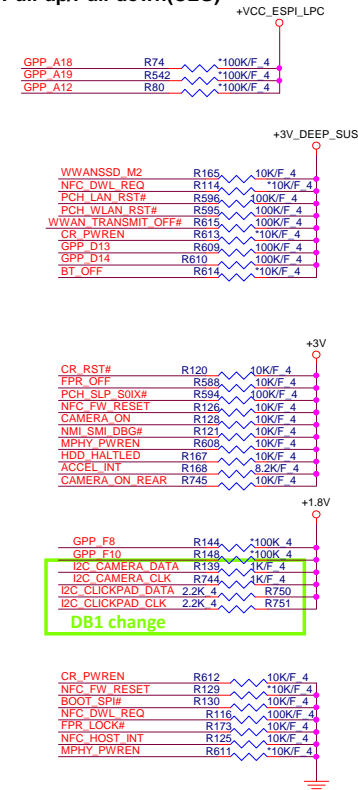 +VCC_ESPI_LPC
GPP_A18 R74 *100K/F_4
GPP_A19 R542 *100K/F_4
GPP_A12 R80 *100K/F_4
+3V_DEEP_SUS
WWANSSD_M2 R165 10K/F_4
NFC_DWL_REQ R114 *10K/F_4
PCH_LAN_RST# R596 100K/F_4
PCH_WLAN_RST# R595 100K/F_4
WWAN_TRANSMIT_OFF# R615 100K/F_4
CR_PWREN R613 *10K/F_4
GPP_D13 R609 100K/F_4
GPP_D14 R610 100K/F_4
BT_OFF R614 *10K/F_4
+3V
CR_RST# R120 10K/F_4
FPR_OFF R588 10K/F_4
PCH_SLP_S0IX# R594 100K/F_4
NFC_FW_RESET R126 10K/F_4
CAMERA_ON R128 10K/F_4
NMI_SMI_DBG# R121 10K/F_4
MPHY_PWREN R608 10K/F_4
HDD_HALTLED R167 10K/F_4
ACCEL_INT R168 8.2K/F_4
CAMERA_ON_REAR R745 10K/F_4
+1.8V
GPP_F8 R144 *100K_4
GPP_F10 R148 *100K_4
I2C_CAMERA_DATA R139 1K/F_4
I2C_CAMERA_CLK R744 1K/F_4
I2C_CLICKPAD_DATA 2.2K_4 R750
I2C_CLICKPAD_CLK 2.2K_4 R751
DB1 change
CR_PWREN R612 10K/F_4
NFC_FW_RESET R129 *10K/F_4
BOOT_SPI# R130 10K/F_4
NFC_DWL_REQ R116 100K/F_4
FPR_LOCK# R173 10K/F_4
NFC_HOST_INT R125 10K/F_4
MPHY_PWREN R611 *10K/F_4